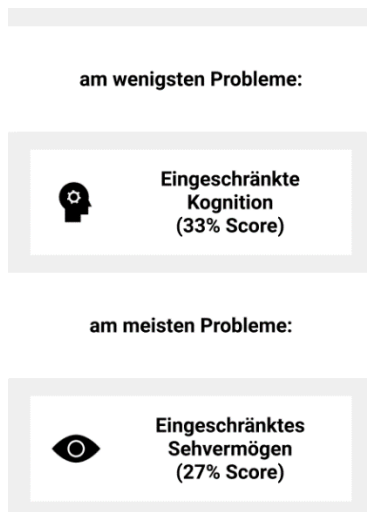 am wenigsten Probleme:
Eingeschränkte
Kognition
(33% Score)
am meisten Probleme:
Eingeschränktes
Sehvermögen
(27% Score)